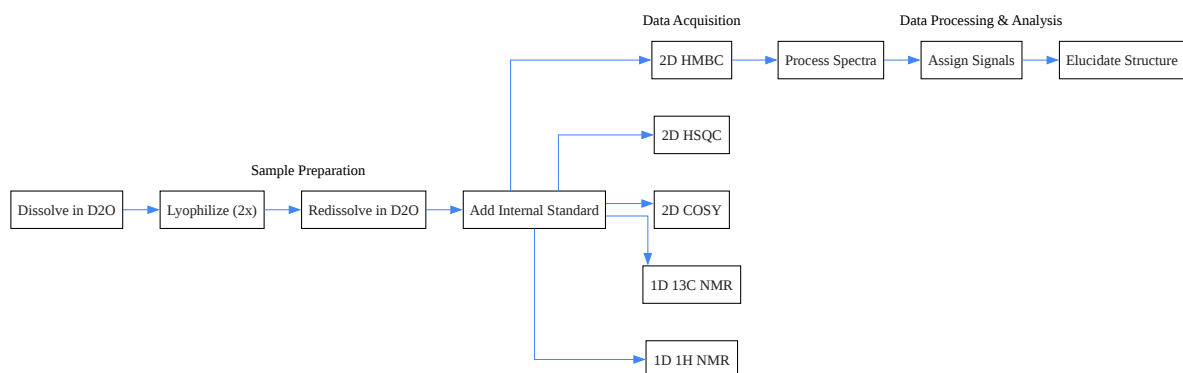 Data Acquisition
Data Processing & Analysis
2D HMBC
Process Spectra
Assign Signals
Elucidate Structure
2D HSQC
Sample Preparation
Dissolve in D2O
Lyophilize (2x)
Redissolve in D2O
Add Internal Standard
2D COSY
1D 13C NMR
1D 1H NMR